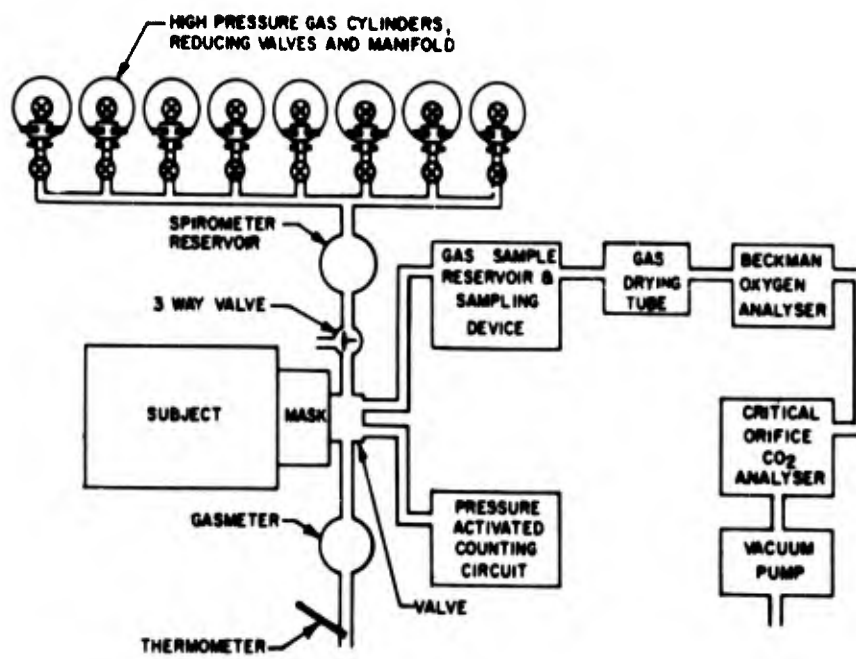 HIGH PRESSURE GAS CYLINDERS,
REDUCING VALVES AND MANIFOLD
SPIROMETER
RESERVOIR
3 WAY VALVE
GAS SAMPLE
RESERVOIR &
SAMPLING
DEVICE
GAS
DRYING
TUBE
BECKMAN
OXYGEN
ANALYSER
SUBJECT
MASK
CRITICAL
ORIFICE
CO2
ANALYSER
GASMETER
PRESSURE
ACTIVATED
COUNTING
CIRCUIT
VACUUM
PUMP
VALVE
THERMOMETER